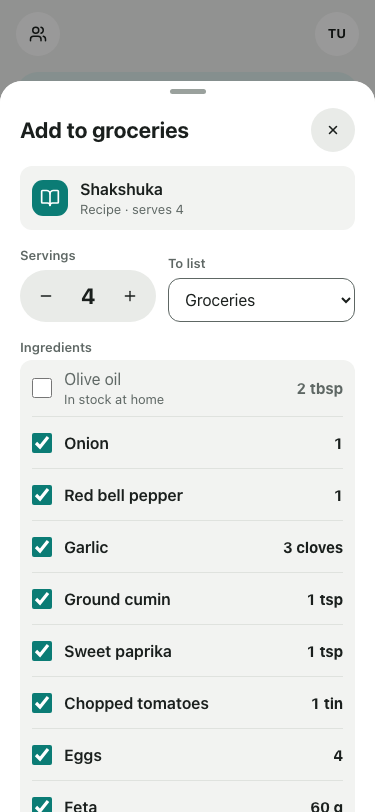 TU
Add to groceries
Shakshuka
Recipe · serves 4
Servings
To list
− 4 +
Groceries
Ingredients
Olive oil
2 tbsp
In stock at home
Onion 1
Red bell pepper 1
Garlic 3 cloves
Ground cumin 1 tsp
Sweet paprika 1 tsp
Chopped tomatoes 1 tin
Eggs 4
Feta 60 g